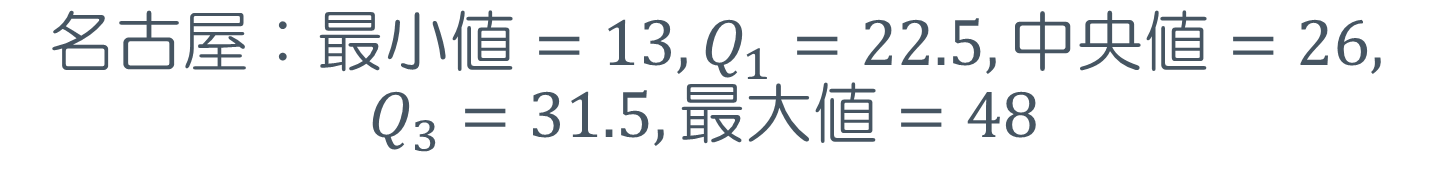 名古屋：最小値 = 13, Q₁ = 22.5, 中央値 = 26,
Q₃ = 31.5, 最大値 = 48